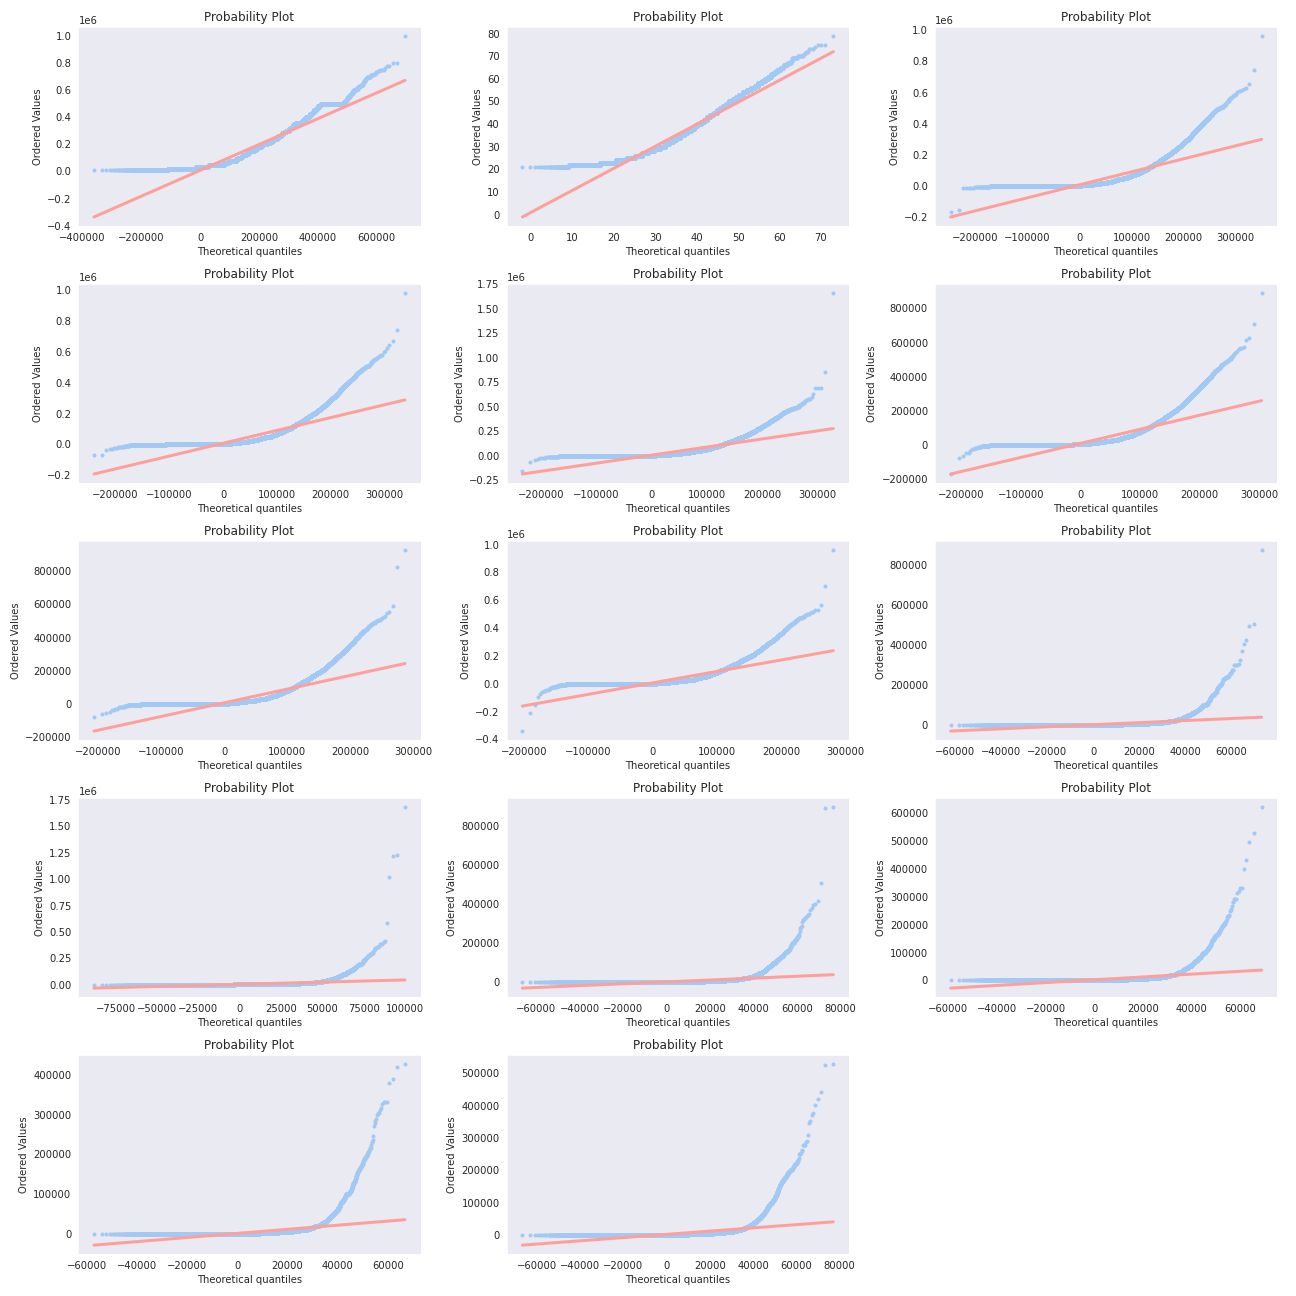 Probability Plot
1e6
1.0
0.8
0.6
0.4
0.2
0.0
−0.2
−0.4
Ordered Values
−400000 −200000 0 200000 400000 600000
Theoretical quantiles
Probability Plot
80
70
60
50
40
30
20
10
0
Ordered Values
0 10 20 30 40 50 60 70
Theoretical quantiles
Probability Plot
1e6
1.0
0.8
0.6
0.4
0.2
0.0
−0.2
Ordered Values
−200000 −100000 0 100000 200000 300000
Theoretical quantiles
Probability Plot
1e6
1.0
0.8
0.6
0.4
0.2
0.0
−0.2
Ordered Values
−200000 −100000 0 100000 200000 300000
Theoretical quantiles
Probability Plot
1e6
1.75
1.50
1.25
1.00
0.75
0.50
0.25
0.00
−0.25
Ordered Values
−200000 −100000 0 100000 200000 300000
Theoretical quantiles
Probability Plot
800000
600000
400000
200000
0
−200000
Ordered Values
−200000 −100000 0 100000 200000 300000
Theoretical quantiles
Probability Plot
800000
600000
400000
200000
0
−200000
Ordered Values
−200000 −100000 0 100000 200000 300000
Theoretical quantiles
Probability Plot
1e6
1.0
0.8
0.6
0.4
0.2
0.0
−0.2
−0.4
Ordered Values
−200000 −100000 0 100000 200000 300000
Theoretical quantiles
Probability Plot
800000
600000
400000
200000
0
Ordered Values
−60000 −40000 −20000 0 20000 40000 60000
Theoretical quantiles
Probability Plot
1e6
1.75
1.50
1.25
1.00
0.75
0.50
0.25
0.00
Ordered Values
−75000 −50000 −25000 0 25000 50000 75000 100000
Theoretical quantiles
Probability Plot
800000
600000
400000
200000
0
Ordered Values
−60000 −40000 −20000 0 20000 40000 60000 80000
Theoretical quantiles
Probability Plot
600000
500000
400000
300000
200000
100000
0
Ordered Values
−60000 −40000 −20000 0 20000 40000 60000
Theoretical quantiles
Probability Plot
400000
300000
200000
100000
0
Ordered Values
−60000 −40000 −20000 0 20000 40000 60000
Theoretical quantiles
Probability Plot
500000
400000
300000
200000
100000
0
Ordered Values
−60000 −40000 −20000 0 20000 40000 60000 80000
Theoretical quantiles